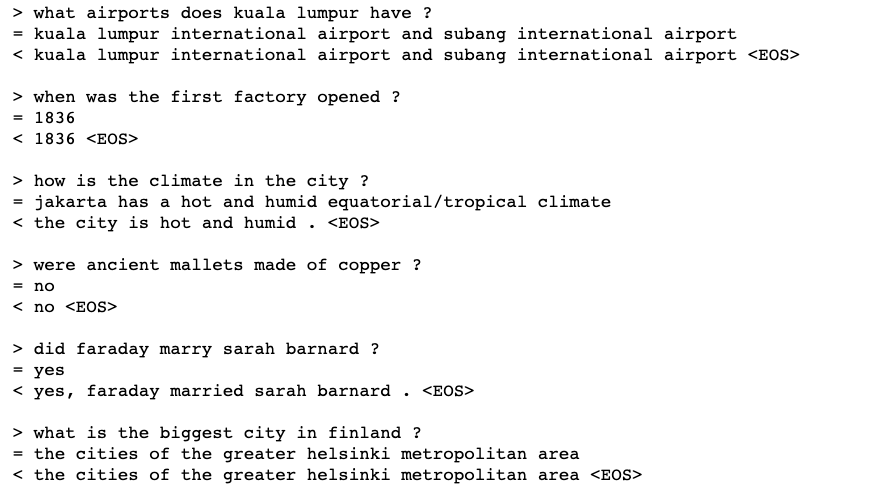 > what airports does kuala lumpur have ?
= kuala lumpur international airport and subang international airport
< kuala lumpur international airport and subang international airport <EOS>
> when was the first factory opened ?
= 1836
< 1836 <EOS>
> how is the climate in the city ?
= jakarta has a hot and humid equatorial/tropical climate
< the city is hot and humid . <EOS>
> were ancient mallets made of copper ?
= no
< no <EOS>
> did faraday marry sarah barnard ?
= yes
< yes, faraday married sarah barnard . <EOS>
> what is the biggest city in finland ?
= the cities of the greater helsinki metropolitan area
< the cities of the greater helsinki metropolitan area <EOS>